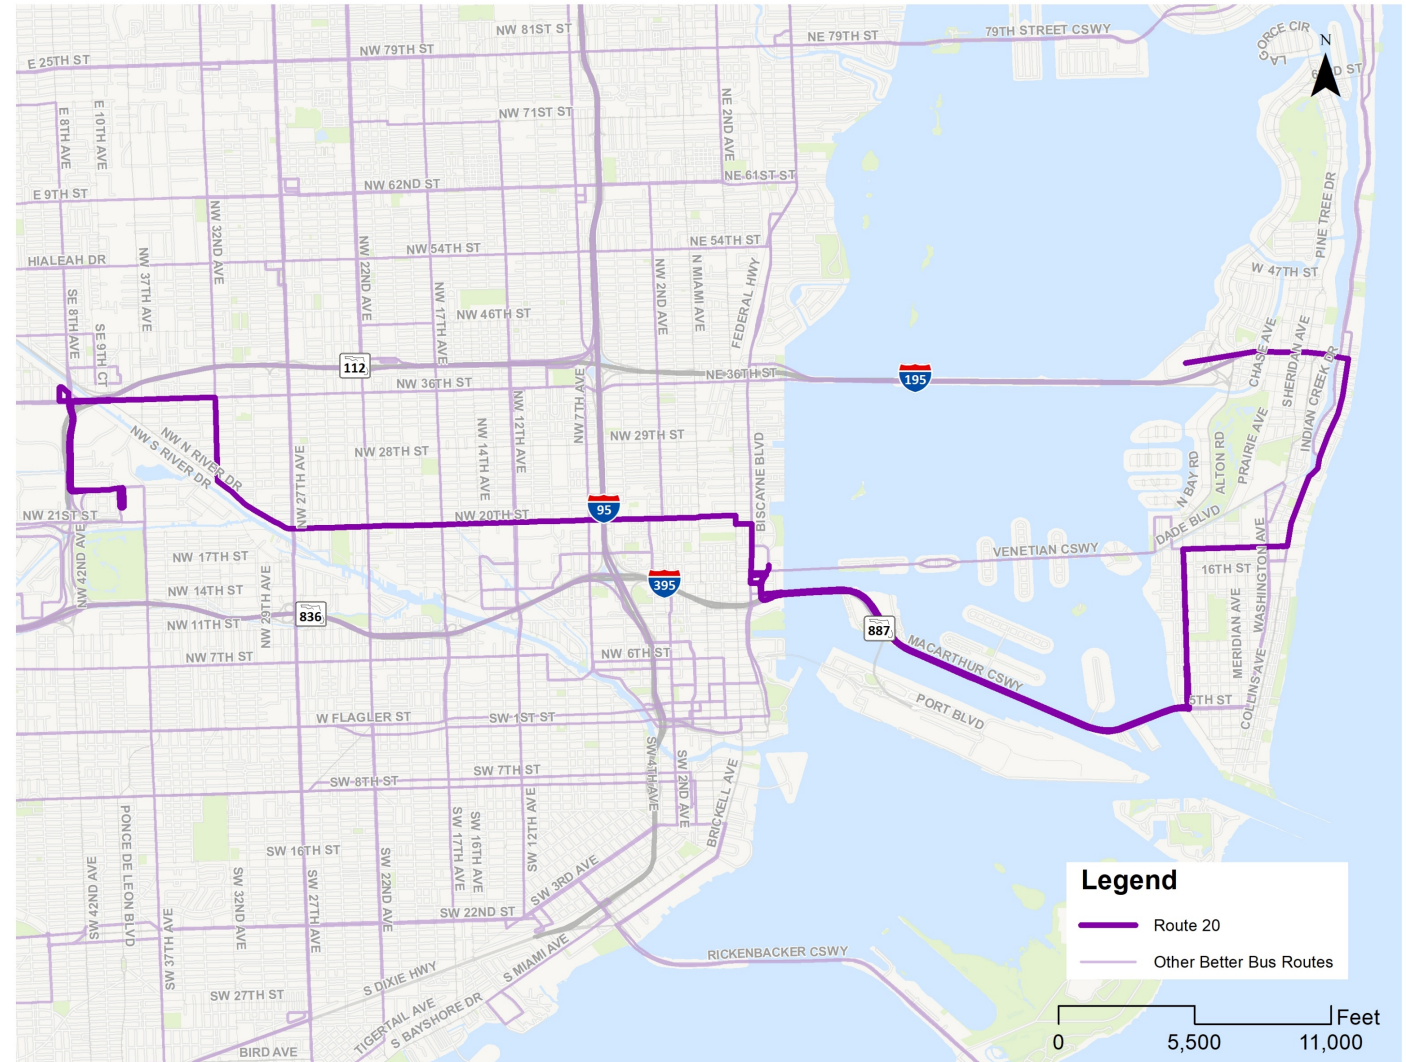 NW 81ST ST
NE 79TH ST
79TH STREET CSWY
LA GORCE CIR
N
NW 79TH ST
E 25TH ST
63RD ST
E 8TH AVE
E 10TH AVE
NW 71ST ST
NE 2ND AVE
NE 61ST ST
NW 62ND ST
E 9TH ST
NW 32ND AVE
PINE TREE DR
NW 54TH ST
NE 54TH ST
HIALEAH DR
NW 37TH AVE
NW 22ND AVE
NW 17TH AVE
NW 2ND AVE
N MIAMI AVE
FEDERAL HWY
W 47TH ST
SE 8TH AVE
SE 9TH CT
NW 46TH ST
CHASE AVE
SHERIDAN AVE
INDIAN CREEK DR
112
NW 36TH ST
NE 36TH ST
195
NW 7TH AVE
NW 12TH AVE
NW 14TH AVE
NW 29TH ST
NW N RIVER DR
NW S RIVER DR
NW 28TH ST
BISCAYNE BLVD
N BAY RD
ALTON RD
PRAIRIE AVE
NW 27TH AVE
95
NW 21ST ST
NW 20TH ST
DADE BLVD
VENETIAN CSWY
NW 42ND AVE
NW 17TH ST
16TH ST
WASHINGTON AVE
NW 14TH ST
395
NW 29TH AVE
836
NW 11TH ST
887
MERIDIAN AVE
NW 7TH ST
NW 6TH ST
MACARTHUR CSWY
COLLINS AVE
5TH ST
PORT BLVD
W FLAGLER ST
SW 1ST ST
SW 4TH AVE
SW 2ND AVE
BRICKELL AVE
SW 7TH ST
SW 8TH ST
PONCE DE LEON BLVD
SW 17TH AVE
SW 16TH AVE
SW 12TH AVE
SW 16TH ST
SW 42ND AVE
SW 32ND AVE
SW 27TH AVE
SW 22ND AVE
SW 3RD AVE
SW 37TH AVE
SW 22ND ST
S MIAMI AVE
RICKENBACKER CSWY
S DIXIE HWY
SW 27TH ST
TIGERTAIL AVE
S BAYSHORE DR
BIRD AVE
Legend
Route 20
Other Better Bus Routes
Feet
0 5,500 11,000